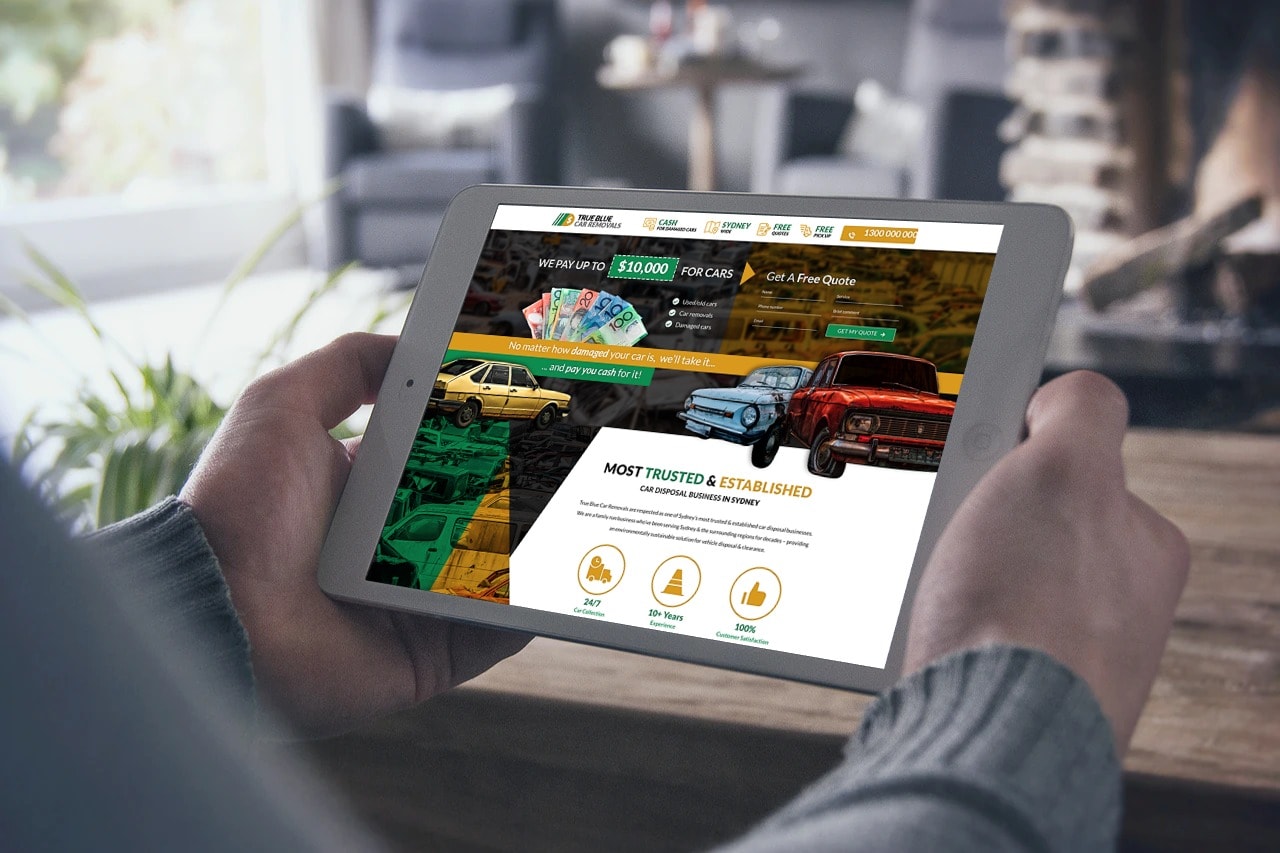 TRUE BLUE
CAR REMOVALS
CASH
FOR DAMAGED CARS
SYDNEY
WIDE
FREE
QUOTES
FREE
PICK UP
1300 000 000
WE PAY UP TO $10,000 FOR CARS
Used/old cars
Car removals
Damaged cars
Get A Free Quote
Name
Service
Phone number
Brief comment
Email
GET MY QUOTE
No matter how damaged your car is, we'll take it...
... and pay you cash for it!
MOST TRUSTED & ESTABLISHED
CAR DISPOSAL BUSINESS IN SYDNEY
True Blue Car Removals are respected as one of Sydney's most trusted & established car disposal businesses.
We are a family run business who've been serving Sydney & the surrounding regions for decades – providing
an environmentally sustainable solution for vehicle disposal & clearance.
24/7
Car Collection
10+ Years
Experience
100%
Customer Satisfaction